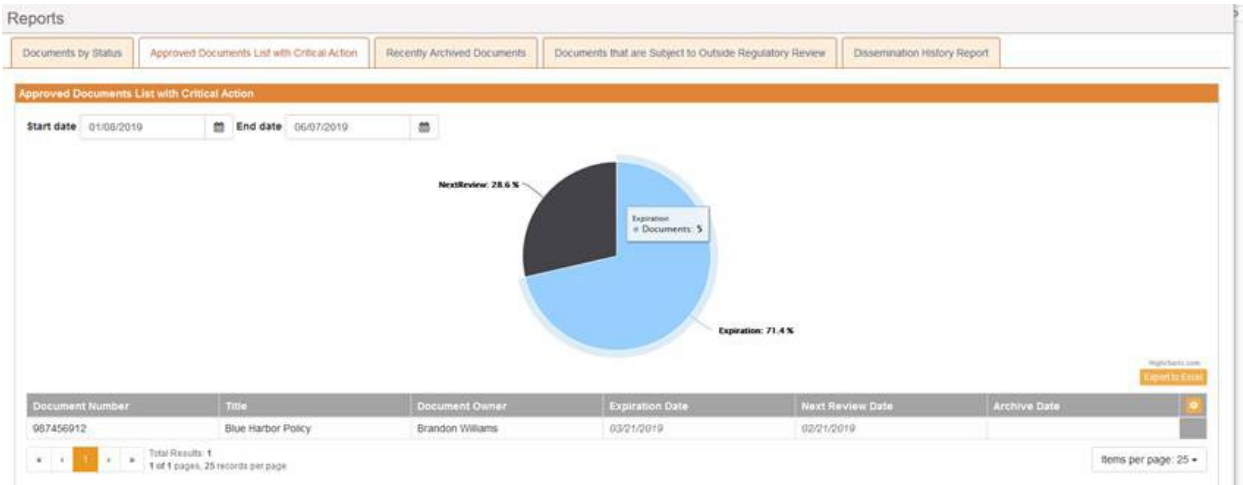 Reports
Documents by Status
Approved Documents List with Critical Action
Recently Archived Documents
Documents that are Subject to Outside Regulatory Review
Dissemination History Report
Approved Documents List with Critical Action
Start date 01/08/2019 End date 06/07/2019
NextReview: 28.6 %
Expiration
Documents: 5
Expiration: 71.4 %
Highcharts.com
Export to Excel
Document Number Title Document Owner Expiration Date Next Review Date Archive Date
987456912 Blue Harbor Policy Brandon Williams 03/21/2019 02/21/2019
« ‹ 1 › » Total Results: 1
1 of 1 pages, 25 records per page
Items per page: 25